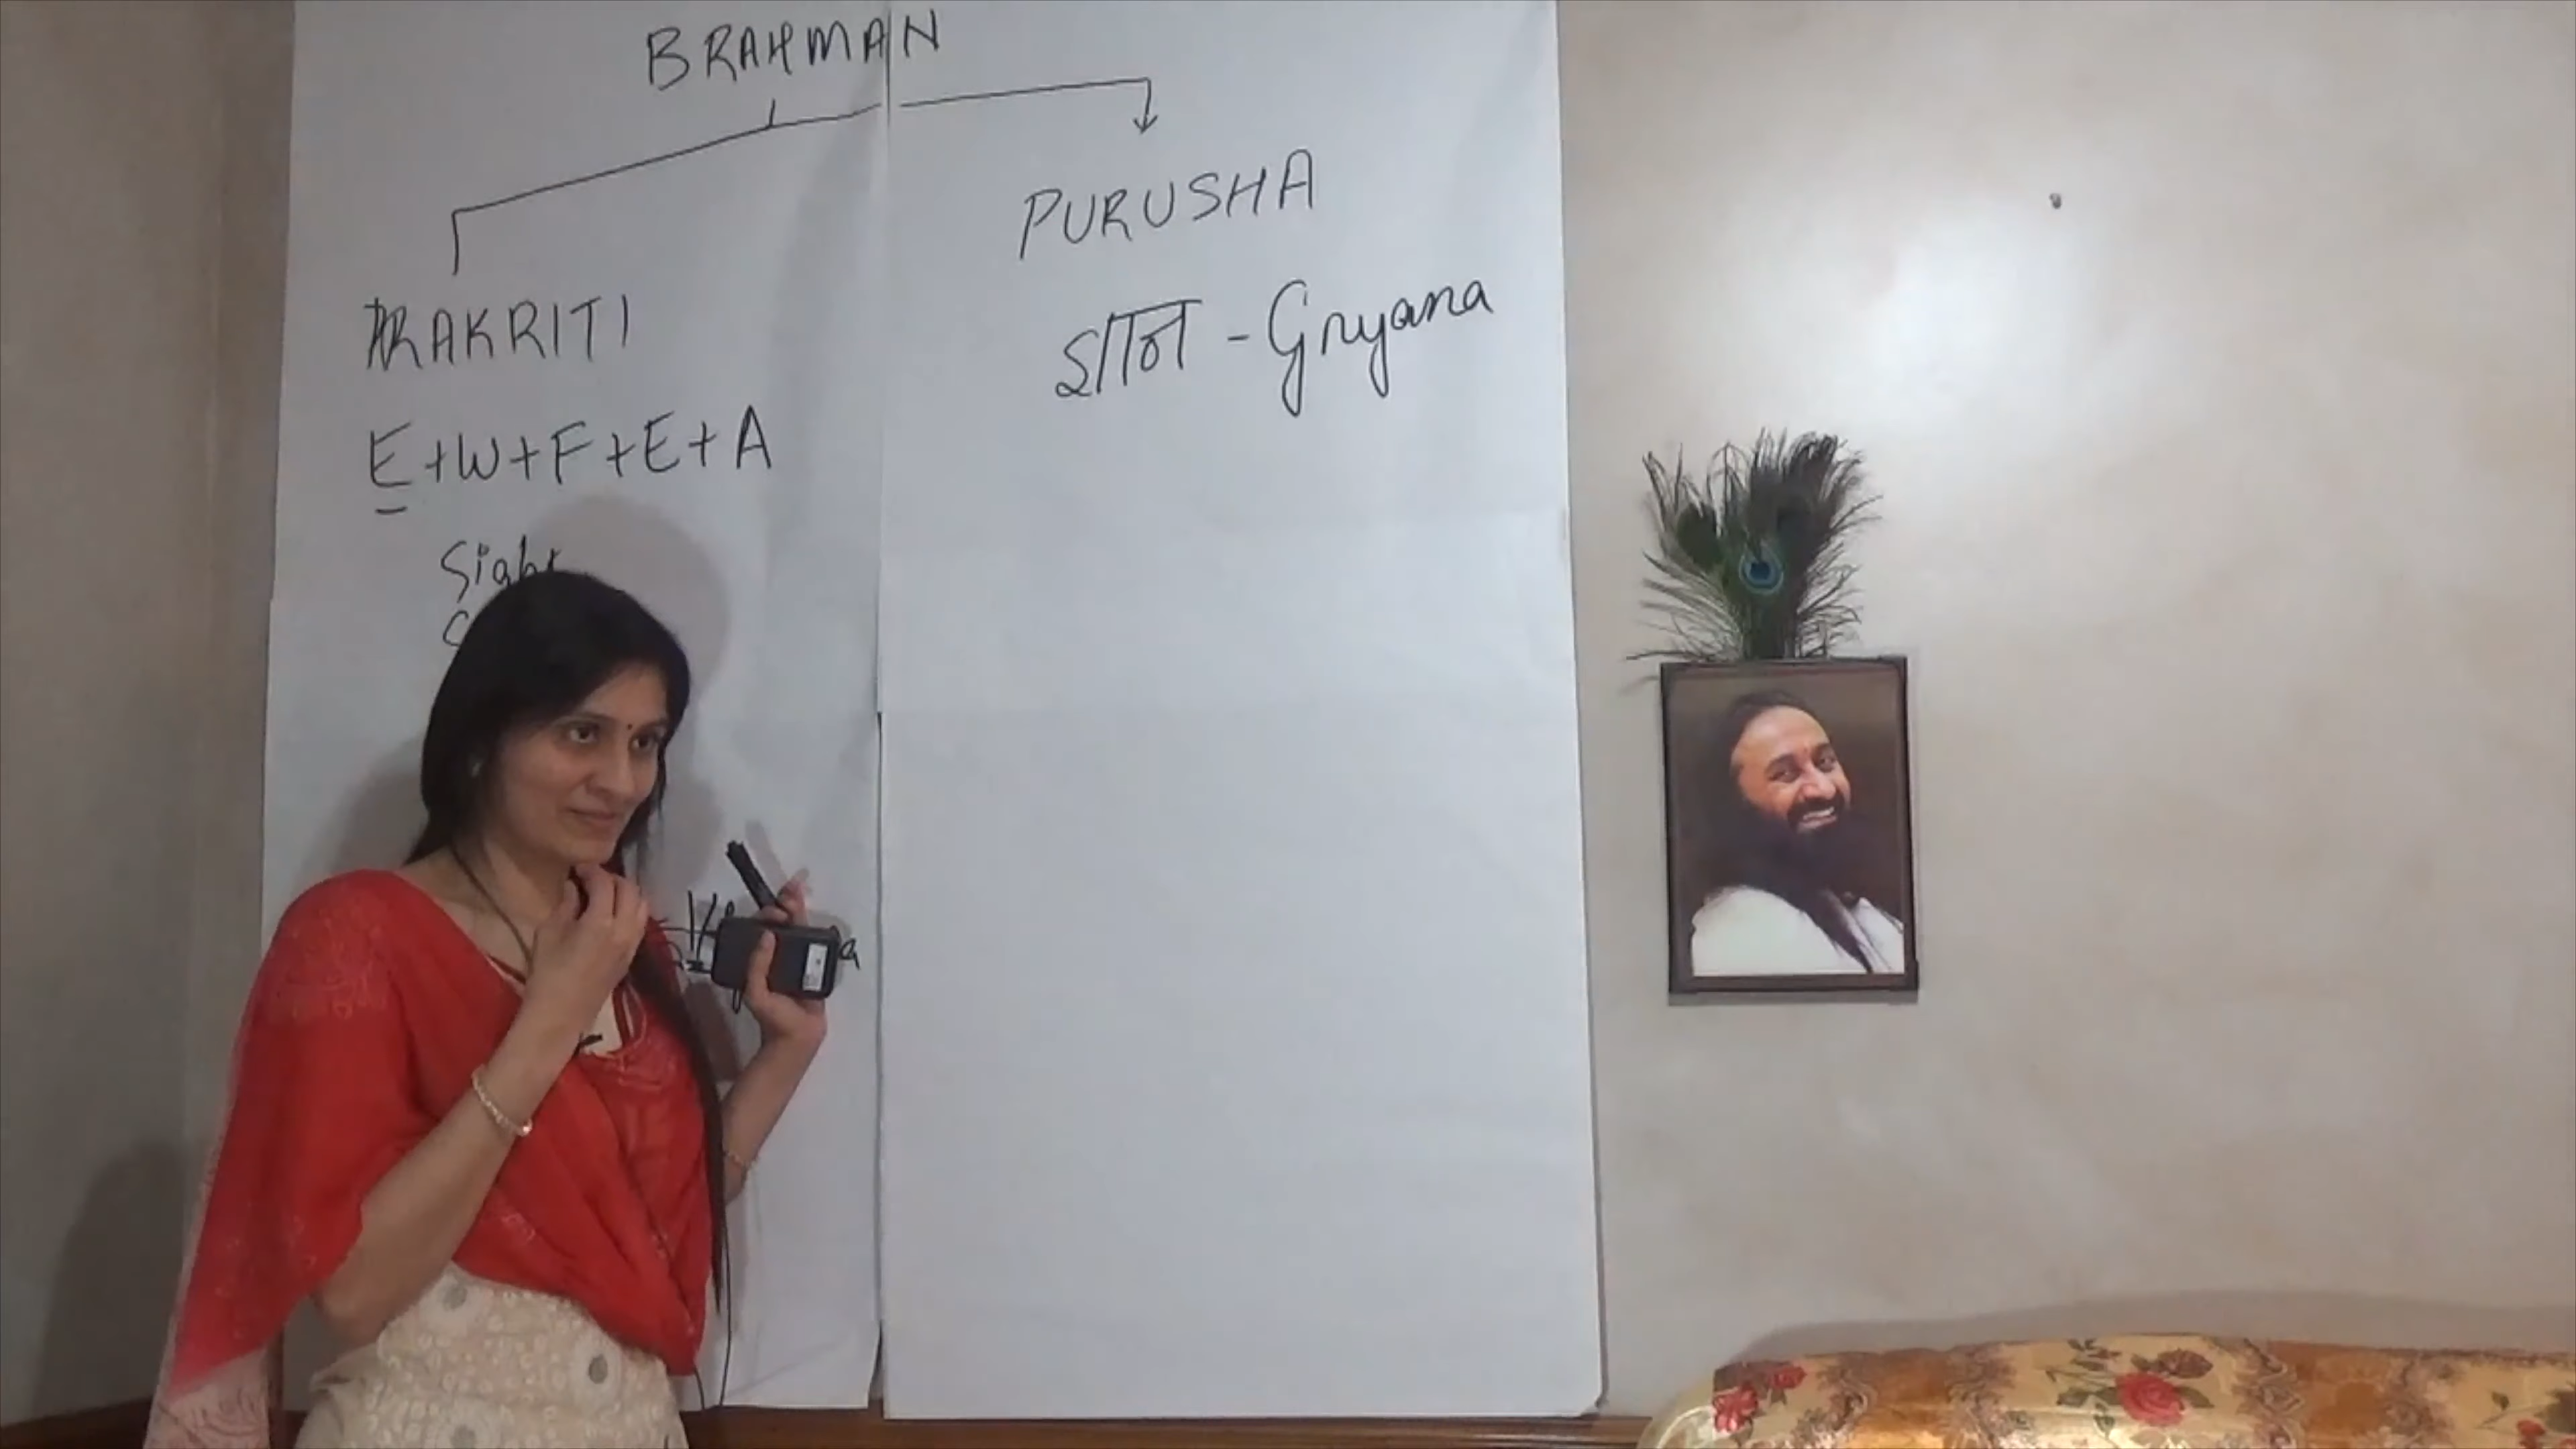 BRAHMAN
PRAKRITI
PURUSHA
ज्ञान - Gnyana
E+W+F+E+A
Sight